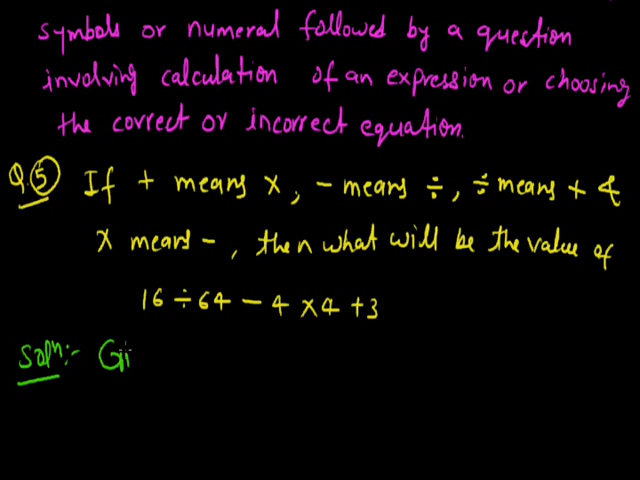 symbols or numeral followed by a question
involving calculation of an expression or choosing
the correct or incorrect equation.
Q.5 If + means ×, - means ÷, ÷ means + &
× means -, then what will be the value of
16 ÷ 64 - 4 × 4 + 3
Solⁿ:- Gi